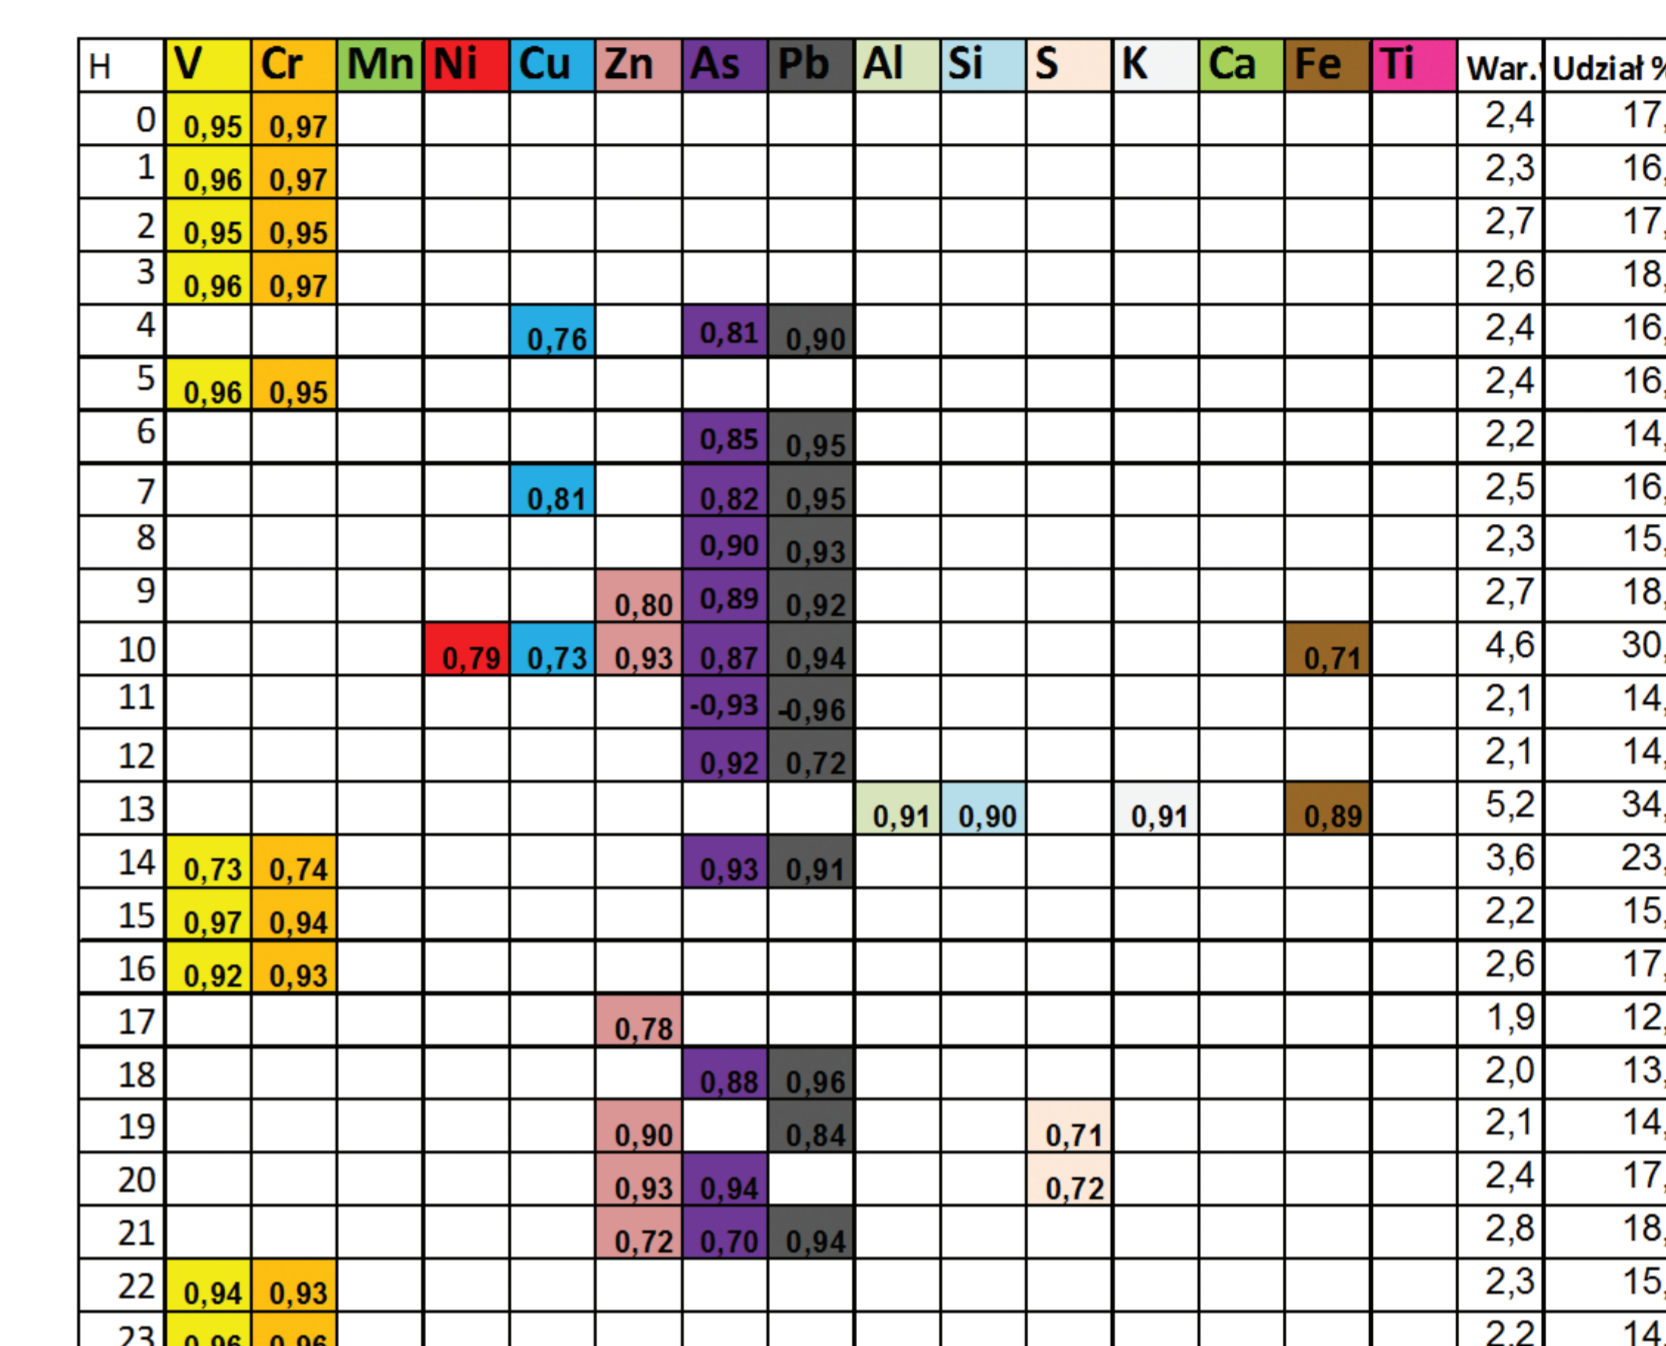 H V Cr Mn Ni Cu Zn As Pb Al Si S K Ca Fe Ti War. Udział %
0 0,95 0,97 2,4 17,
1 0,96 0,97 2,3 16,
2 0,95 0,95 2,7 17,
3 0,96 0,97 2,6 18,
4 0,76 0,81 0,90 2,4 16,
5 0,96 0,95 2,4 16,
6 0,85 0,95 2,2 14,
7 0,81 0,82 0,95 2,5 16,
8 0,90 0,93 2,3 15,
9 0,80 0,89 0,92 2,7 18,
10 0,79 0,73 0,93 0,87 0,94 0,71 4,6 30,
11 -0,93 -0,96 2,1 14,
12 0,92 0,72 2,1 14,
13 0,91 0,90 0,91 0,89 5,2 34,
14 0,73 0,74 0,93 0,91 3,6 23,
15 0,97 0,94 2,2 15,
16 0,92 0,93 2,6 17,
17 0,78 1,9 12,
18 0,88 0,96 2,0 13,
19 0,90 0,84 0,71 2,1 14,
20 0,93 0,94 0,72 2,4 17,
21 0,72 0,70 0,94 2,8 18,
22 0,94 0,93 2,3 15,
23 0,96 0,96 2,2 14,